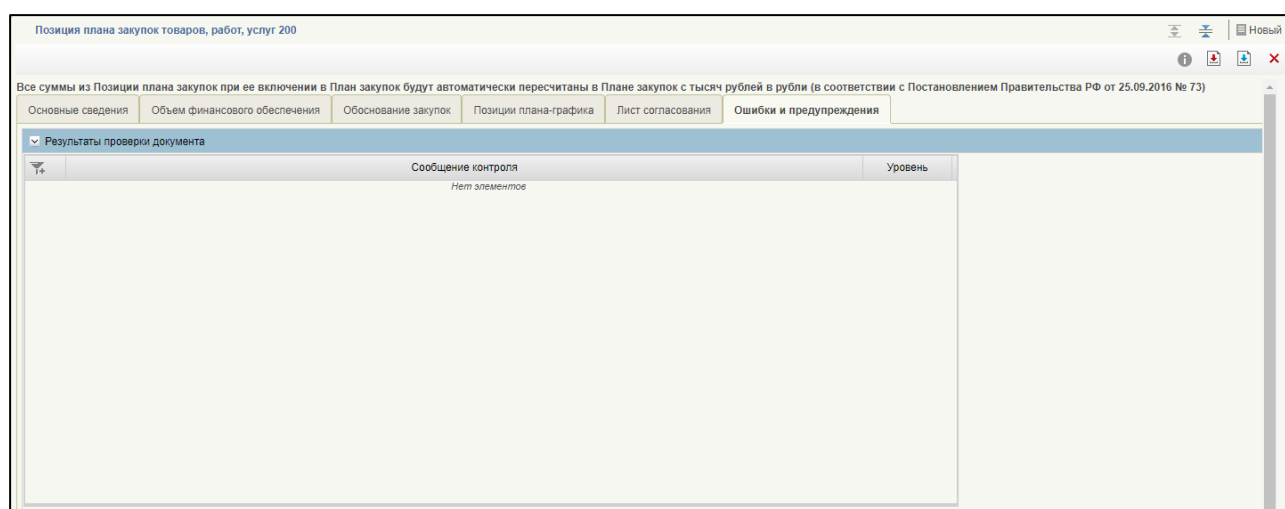 Позиция плана закупок товаров, работ, услуг 200
Новый
Все суммы из Позиции плана закупок при ее включении в План закупок будут автоматически пересчитаны в Плане закупок с тысяч рублей в рубли (в соответствии с Постановлением Правительства РФ от 25.09.2016 № 73)
Основные сведения Объем финансового обеспечения Обоснование закупок Позиции плана-графика Лист согласования Ошибки и предупреждения
Результаты проверки документа
Сообщение контроля Уровень
Нет элементов